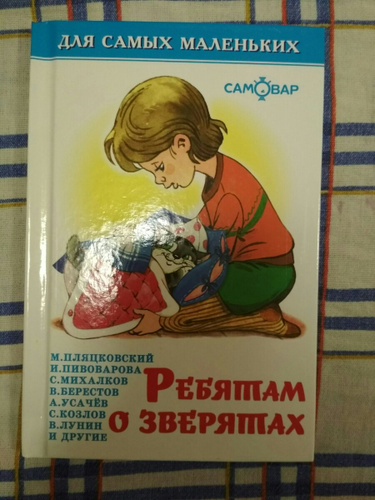 ДЛЯ САМЫХ МАЛЕНЬКИХ
САМОВАР
М.ПЛЯЦКОВСКИЙ
И.ПИВОВАРОВА
С.МИХАЛКОВ
В.БЕРЕСТОВ
А.УСАЧЁВ
С.КОЗЛОВ
В.ЛУНИН
И ДРУГИЕ
РЕБЯТАМ
О ЗВЕРЯТАХ